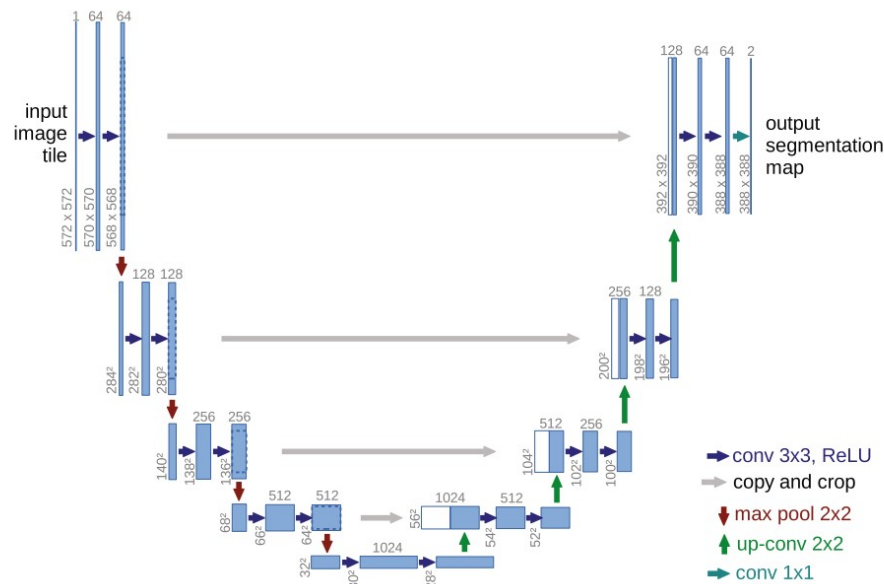 1 64 64
input
image
tile
572 x 572
570 x 570
568 x 568
128 64 64 2
output
segmentation
map
392 x 392
390 x 390
388 x 388
388 x 388
128 128
284²
282²
280²
256 128
200²
198²
196²
256 256
140²
138²
136²
512 256
104²
102²
100²
512 512
68²
66²
64²
1024 512
56²
54²
52²
1024
32²
30²
28²
conv 3x3, ReLU
copy and crop
max pool 2x2
up-conv 2x2
conv 1x1